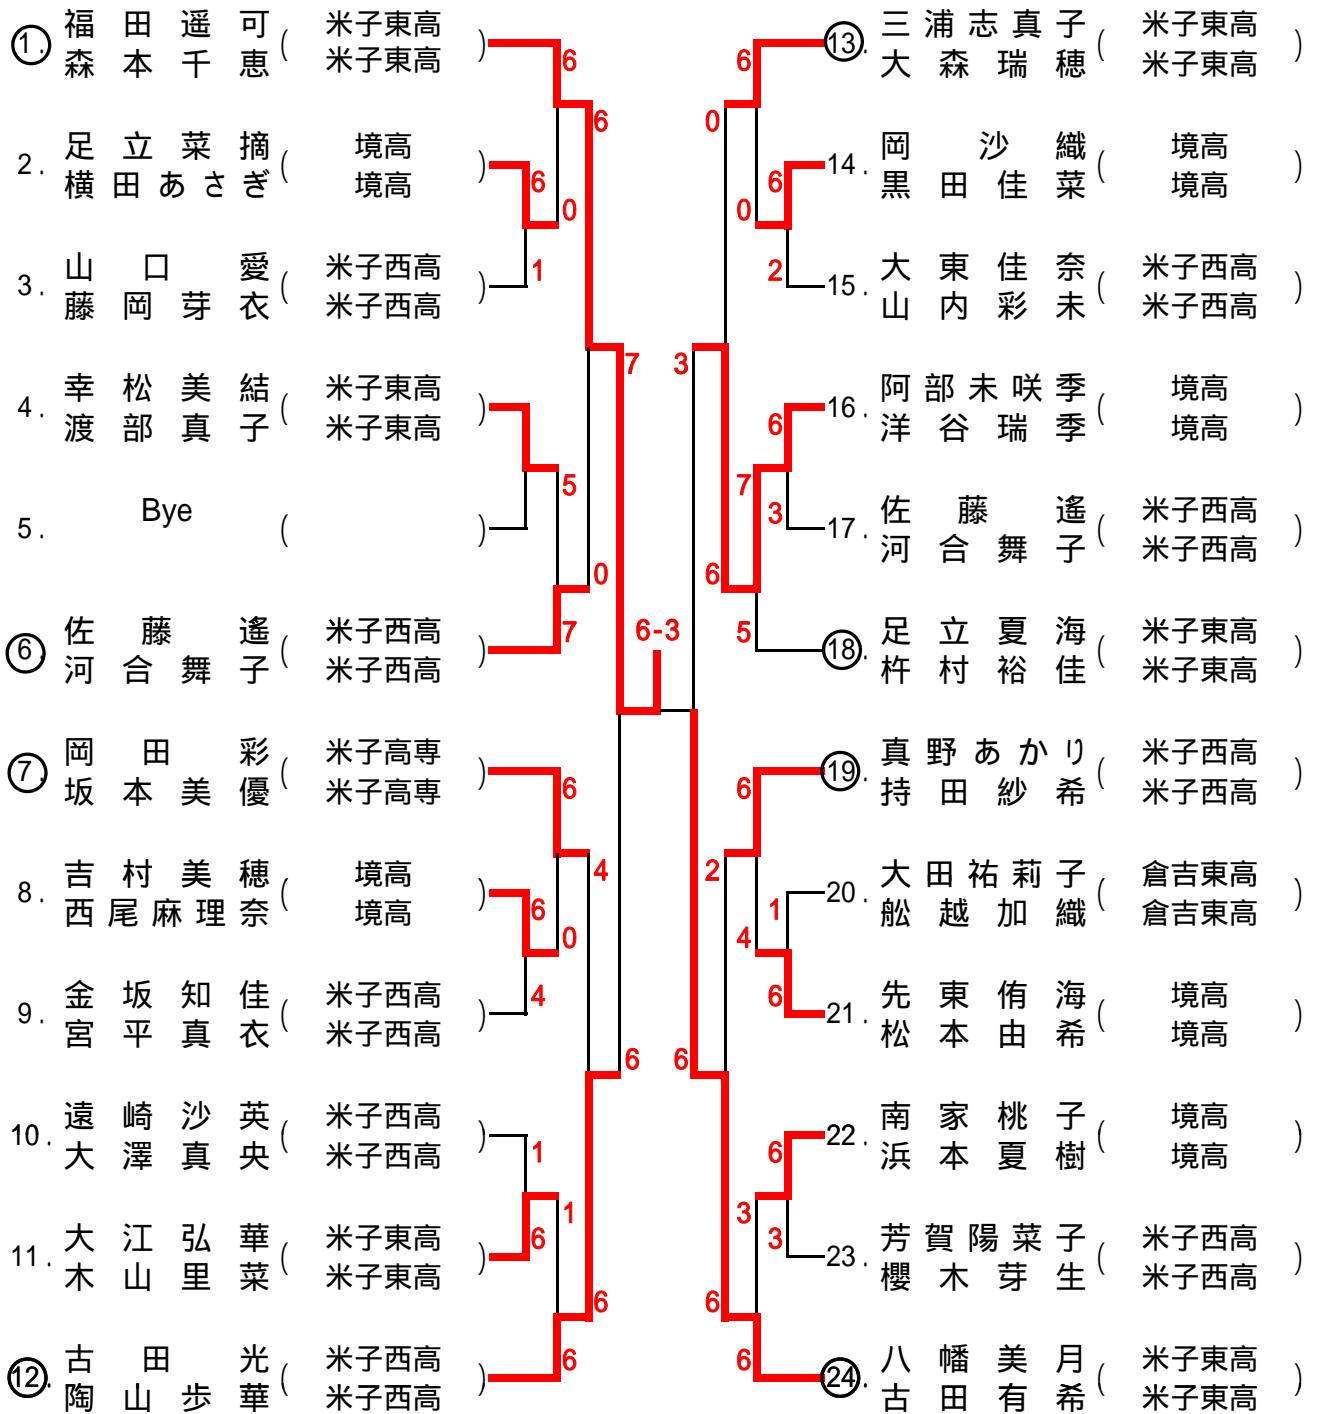 1. 福田遥可 ( 米子東高 )
森本千恵 米子東高
2. 足立菜摘 ( 境高 )
横田あさぎ 境高
3. 山口愛 ( 米子西高 )
藤岡芽衣 米子西高
4. 幸松美結 ( 米子東高 )
渡部真子 米子東高
5. Bye ( )
6. 佐藤遙 ( 米子西高 )
河合舞子 米子西高
7. 岡田彩 ( 米子高専 )
坂本美優 米子高専
8. 吉村美穂 ( 境高 )
西尾麻理奈 境高
9. 金坂知佳 ( 米子西高 )
宮平真衣 米子西高
10. 遠崎沙英 ( 米子西高 )
大澤真央 米子西高
11. 大江弘華 ( 米子東高 )
木山里菜 米子東高
12. 古田光 ( 米子西高 )
陶山歩華 米子西高
6
6
6
0
1
7
5
0
7
6
4
6
0
4
6
1
1
6
6
6
6-3
6
0
6
0
2
3
6
7
3
6
5
6
2
1
4
6
6
6
3
3
6
6
13. 三浦志真子 ( 米子東高 )
大森瑞穂 米子東高
14. 岡沙織 ( 境高 )
黒田佳菜 境高
15. 大東佳奈 ( 米子西高 )
山内彩未 米子西高
16. 阿部未咲季 ( 境高 )
洋谷瑞季 境高
17. 佐藤遙 ( 米子西高 )
河合舞子 米子西高
18. 足立夏海 ( 米子東高 )
杵村裕佳 米子東高
19. 真野あかり ( 米子西高 )
持田紗希 米子西高
20. 大田祐莉子 ( 倉吉東高 )
舩越加織 倉吉東高
21. 先東侑海 ( 境高 )
松本由希 境高
22. 南家桃子 ( 境高 )
浜本夏樹 境高
23. 芳賀陽菜子 ( 米子西高 )
櫻木芽生 米子西高
24. 八幡美月 ( 米子東高 )
古田有希 米子東高